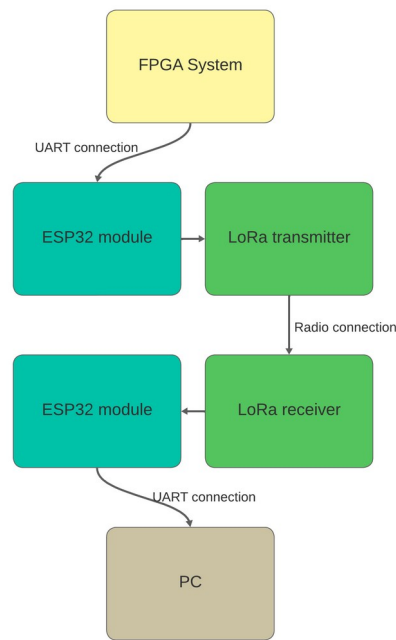 FPGA System
UART connection
ESP32 module
LoRa transmitter
Radio connection
ESP32 module
LoRa receiver
UART connection
PC